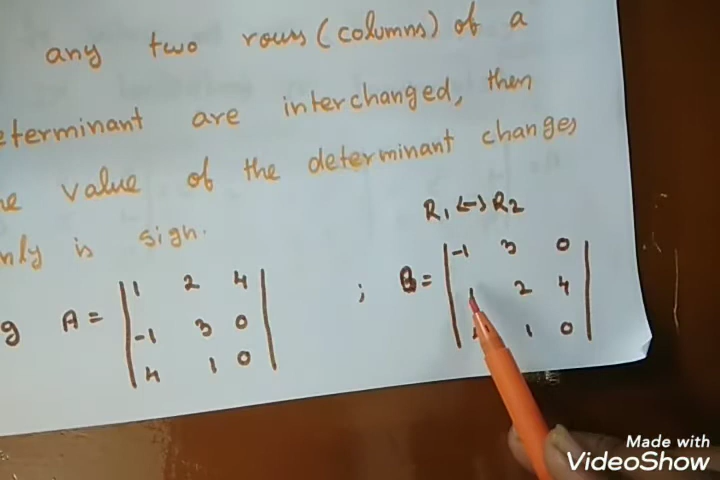 any two rows (columns) of a
eterminant are interchanged, then
e value of the determinant changes
nly is sign.
R1 <-> R2
g A = | 1 2 4 | ; B = | -1 3 0 |
| -1 3 0 | | 1 2 4 |
| 4 1 0 | | 1 0 |
Made with
VideoShow